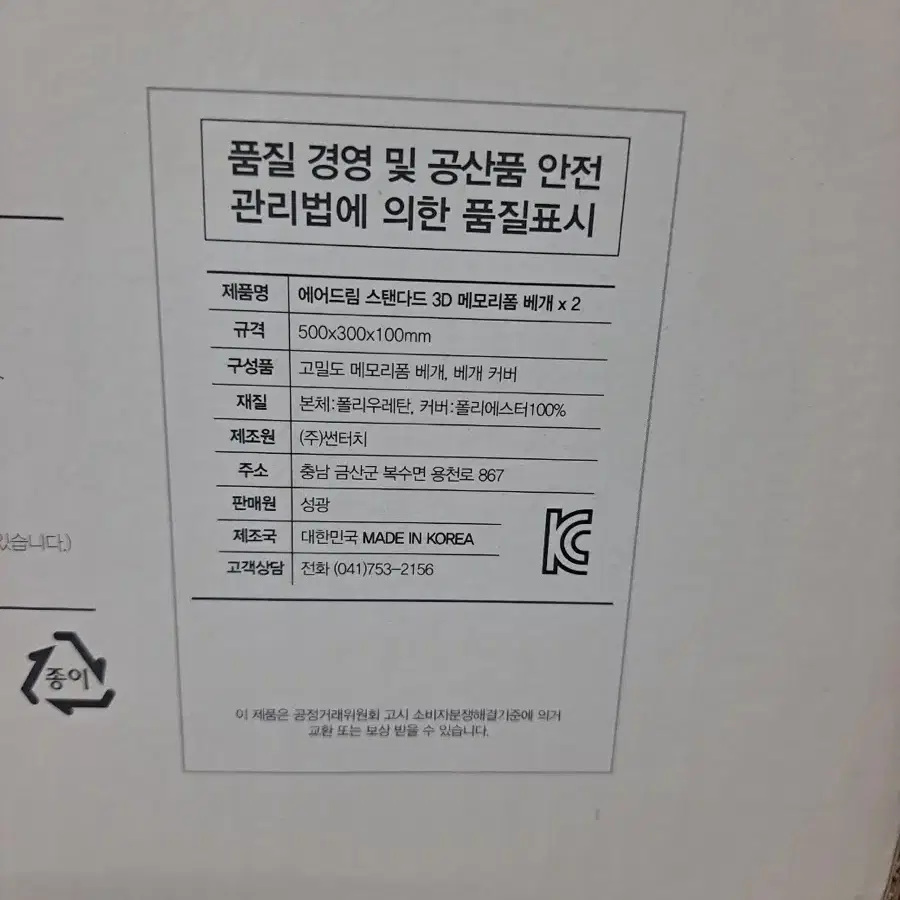 품질 경영 및 공산품 안전
관리법에 의한 품질표시
제품명 에어드림 스탠다드 3D 메모리폼 베개 x 2
규격 500x300x100mm
구성품 고밀도 메모리폼 베개, 베개 커버
재질 본체:폴리우레탄, 커버:폴리에스터100%
제조원 (주)썬터치
주소 충남 금산군 복수면 용천로 867
판매원 성광
제조국 대한민국 MADE IN KOREA
고객상담 전화 (041)753-2156
KC
있습니다.)
종이
이 제품은 공정거래위원회 고시 소비자분쟁해결기준에 의거
교환 또는 보상 받을 수 있습니다.